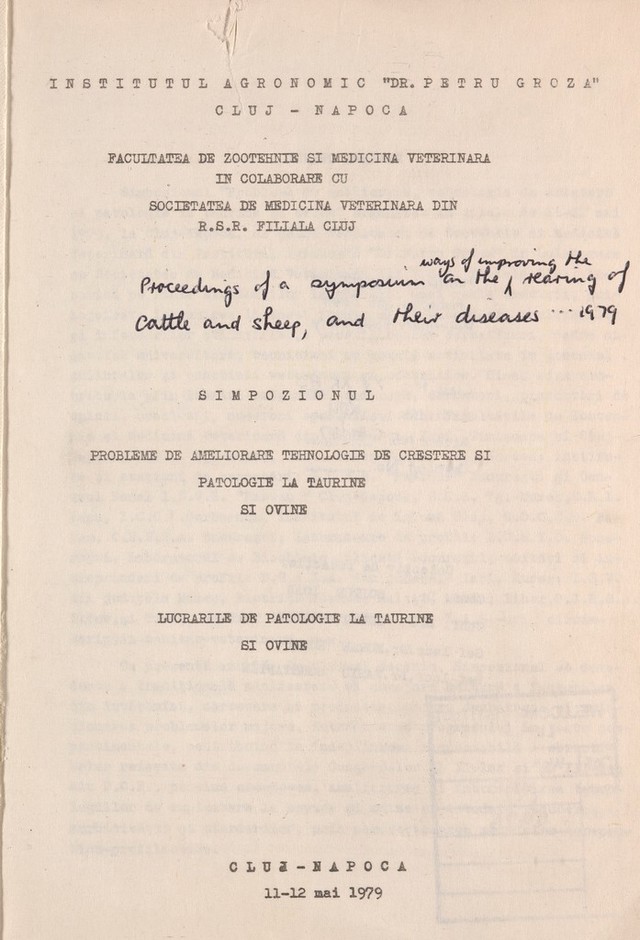 INSTITUTUL AGRONOMIC "DR. PETRU GROZA"
CLUJ - NAPOCA
FACULTATEA DE ZOOTEHNIE SI MEDICINA VETERINARA
IN COLABORARE CU
SOCIETATEA DE MEDICINA VETERINARA DIN
R.S.R. FILIALA CLUJ
ways of improving the
Proceedings of a symposium on the rearing of
cattle and sheep, and their diseases ... 1979
SIMPOZIONUL
PROBLEME DE AMELIORARE TEHNOLOGIE DE CRESTERE SI
PATOLOGIE LA TAURINE
SI OVINE
LUCRARILE DE PATOLOGIE LA TAURINE
SI OVINE
CLUJ-NAPOCA
11-12 mai 1979